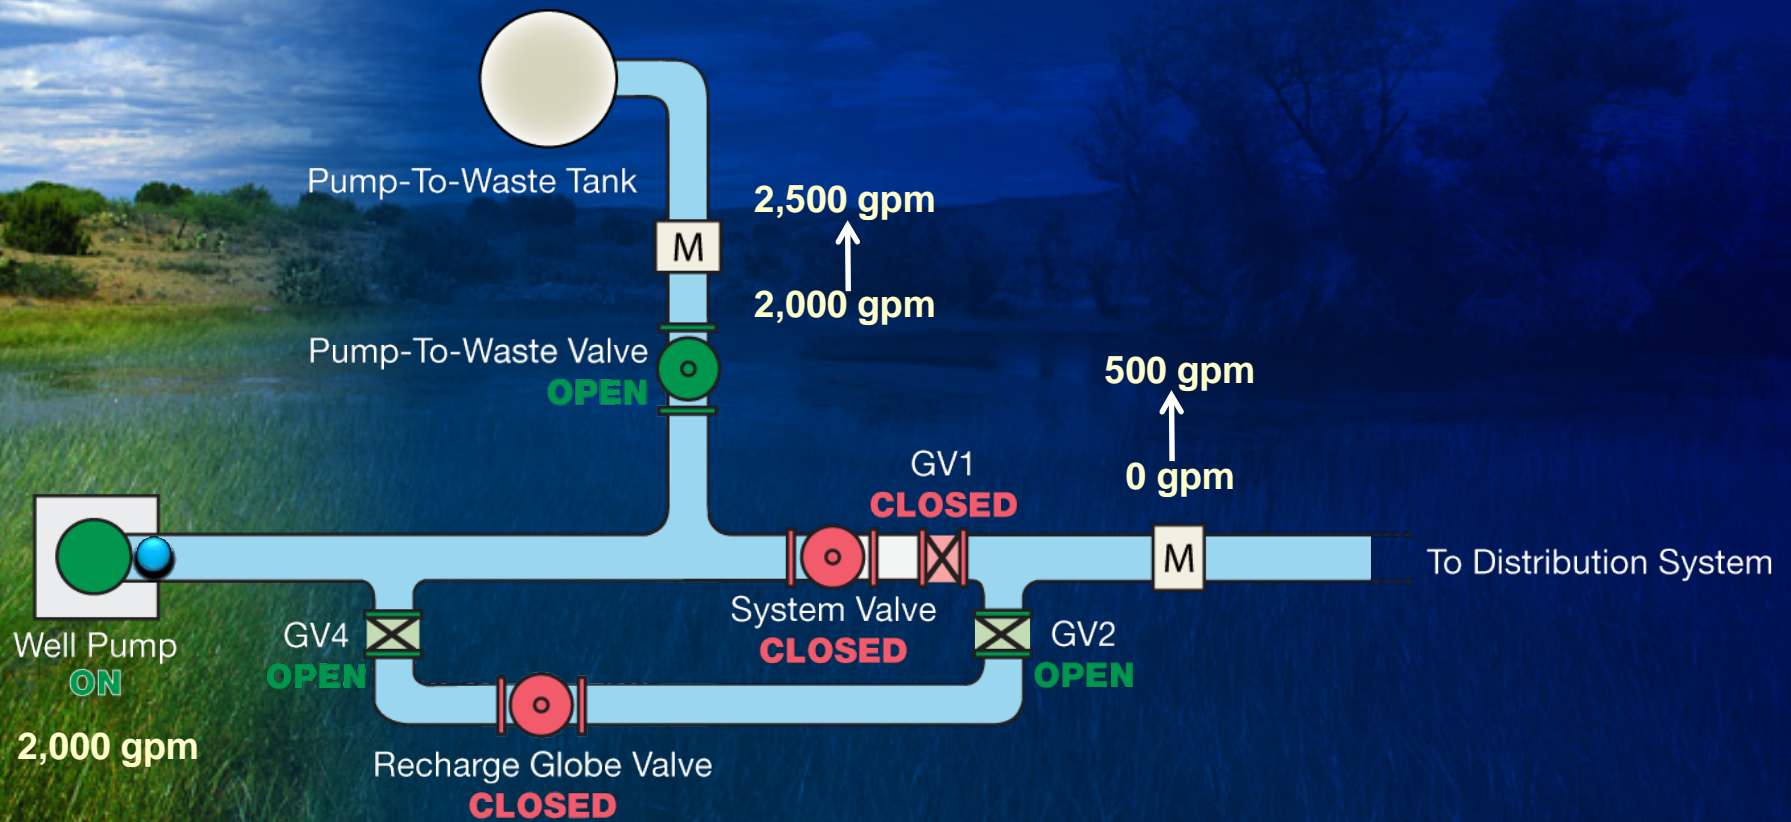 Pump-To-Waste Tank
2,500 gpm
M
2,000 gpm
Pump-To-Waste Valve
OPEN
500 gpm
GV1
0 gpm
CLOSED
M
To Distribution System
System Valve
CLOSED
GV4
OPEN
GV2
OPEN
Well Pump
ON
2,000 gpm
Recharge Globe Valve
CLOSED